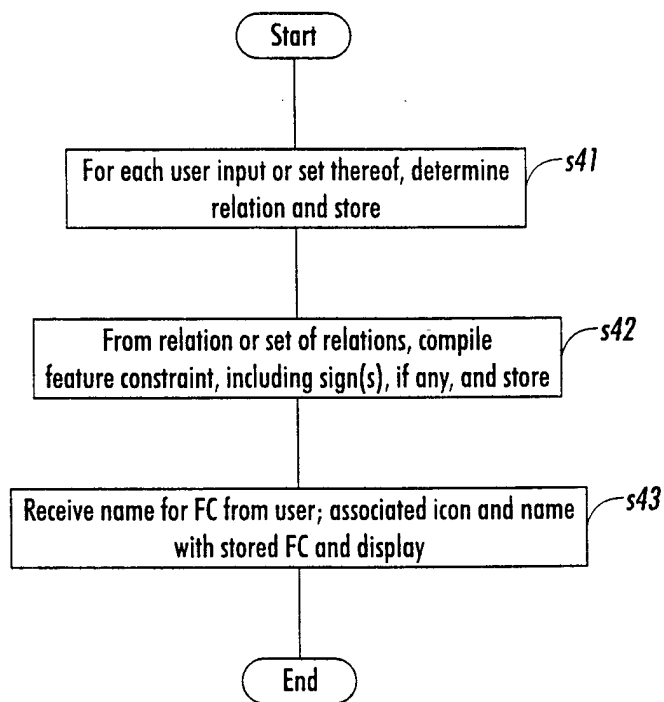 Start
For each user input or set thereof, determine
relation and store
s41
From relation or set of relations, compile
feature constraint, including sign(s), if any, and store
s42
Receive name for FC from user; associated icon and name
with stored FC and display
s43
End